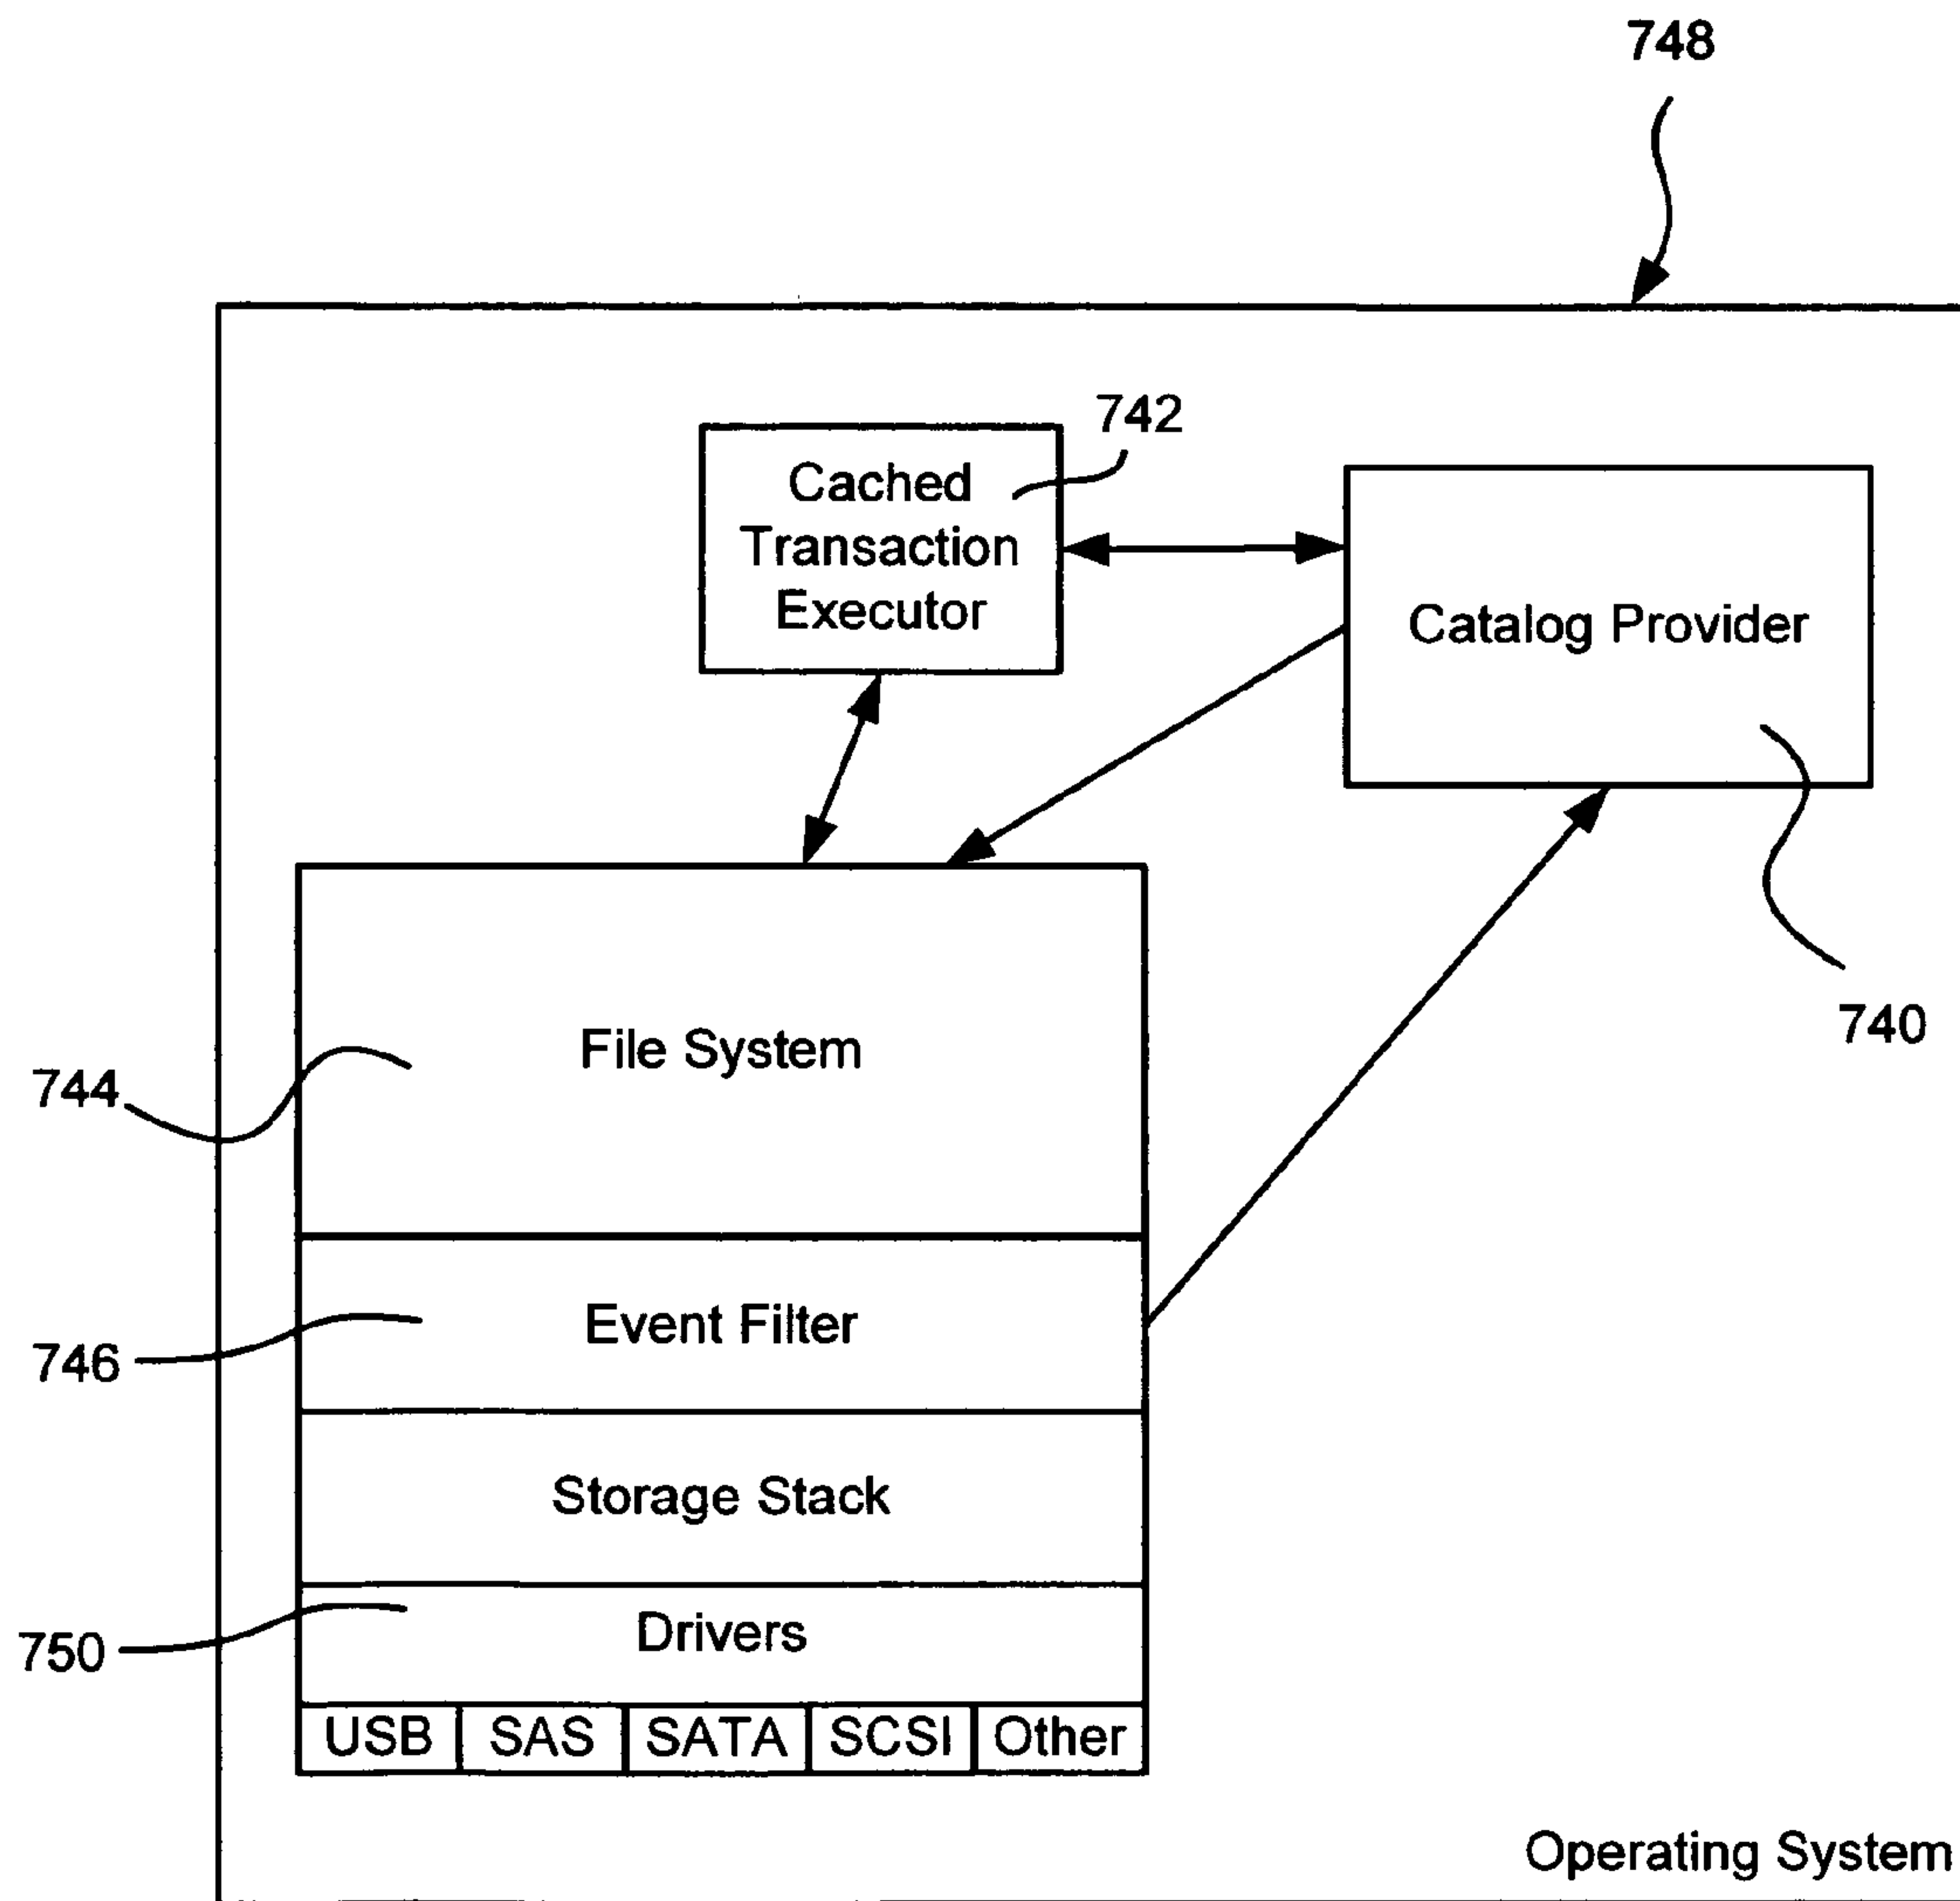 748
742
Cached
Transaction
Executor
Catalog Provider
740
File System
744
Event Filter
746
Storage Stack
Drivers
750
USB SAS SATA SCSI Other
Operating System